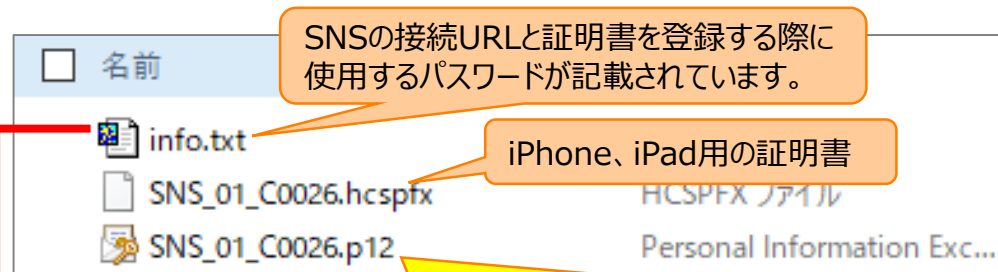 SNSの接続URLと証明書を登録する際に
使用するパスワードが記載されています。
名前
info.txt
iPhone、iPad用の証明書
SNS_01_C0026.hcspfx HCSPFX ファイル
SNS_01_C0026.p12 Personal Information Exc...